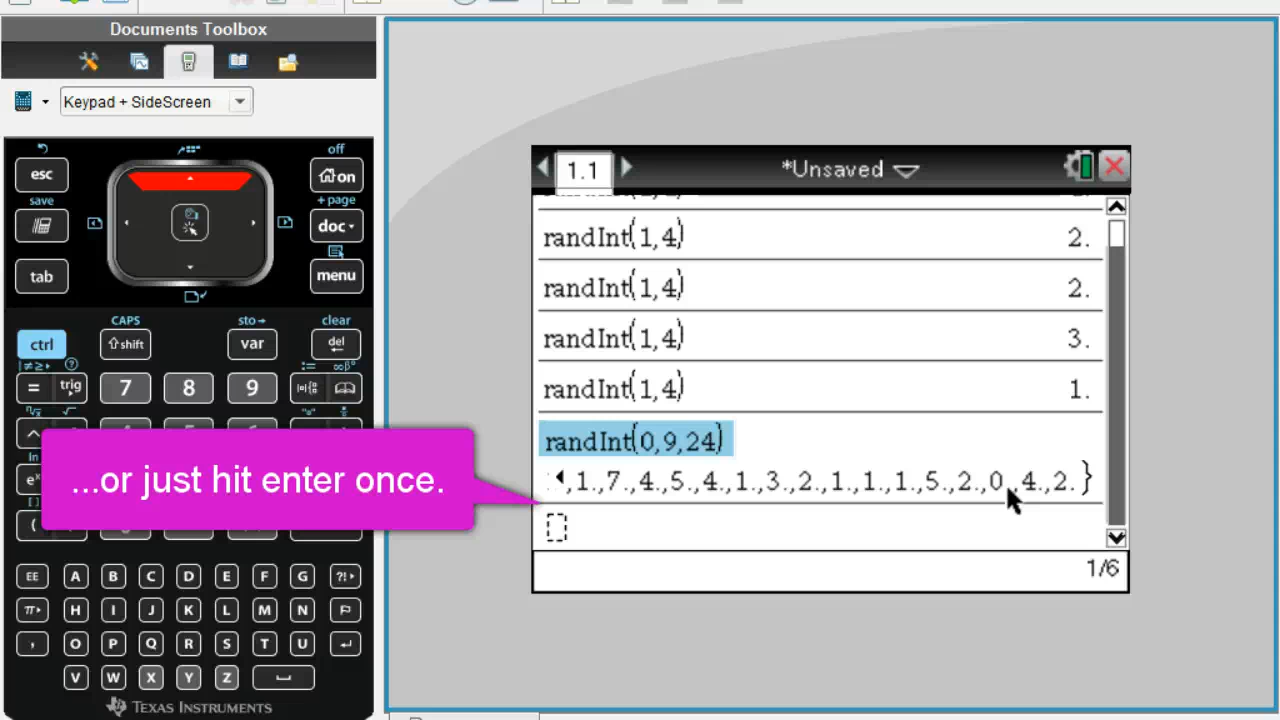 Documents Toolbox
Keypad + SideScreen
off
esc
on
save
+ page
doc
tab
menu
CAPS
sto→
clear
ctrl
⇧shift
var
del
|≠≥▸
:=
∞β°
=
trig
7
8
9
...or just hit enter once.
EE
A
B
C
D
E
F
G
?!▸
π▸
H
I
J
K
L
M
N
,
O
P
Q
R
S
T
U
V
W
X
Y
Z
TEXAS INSTRUMENTS
1.1
*Unsaved
randInt(1,4)
2.
randInt(1,4)
2.
randInt(1,4)
3.
randInt(1,4)
1.
randInt(0,9,24)
,1.,7.,4.,5.,4.,1.,3.,2.,1.,1.,1.,5.,2.,0.,4.,2.}
1/6